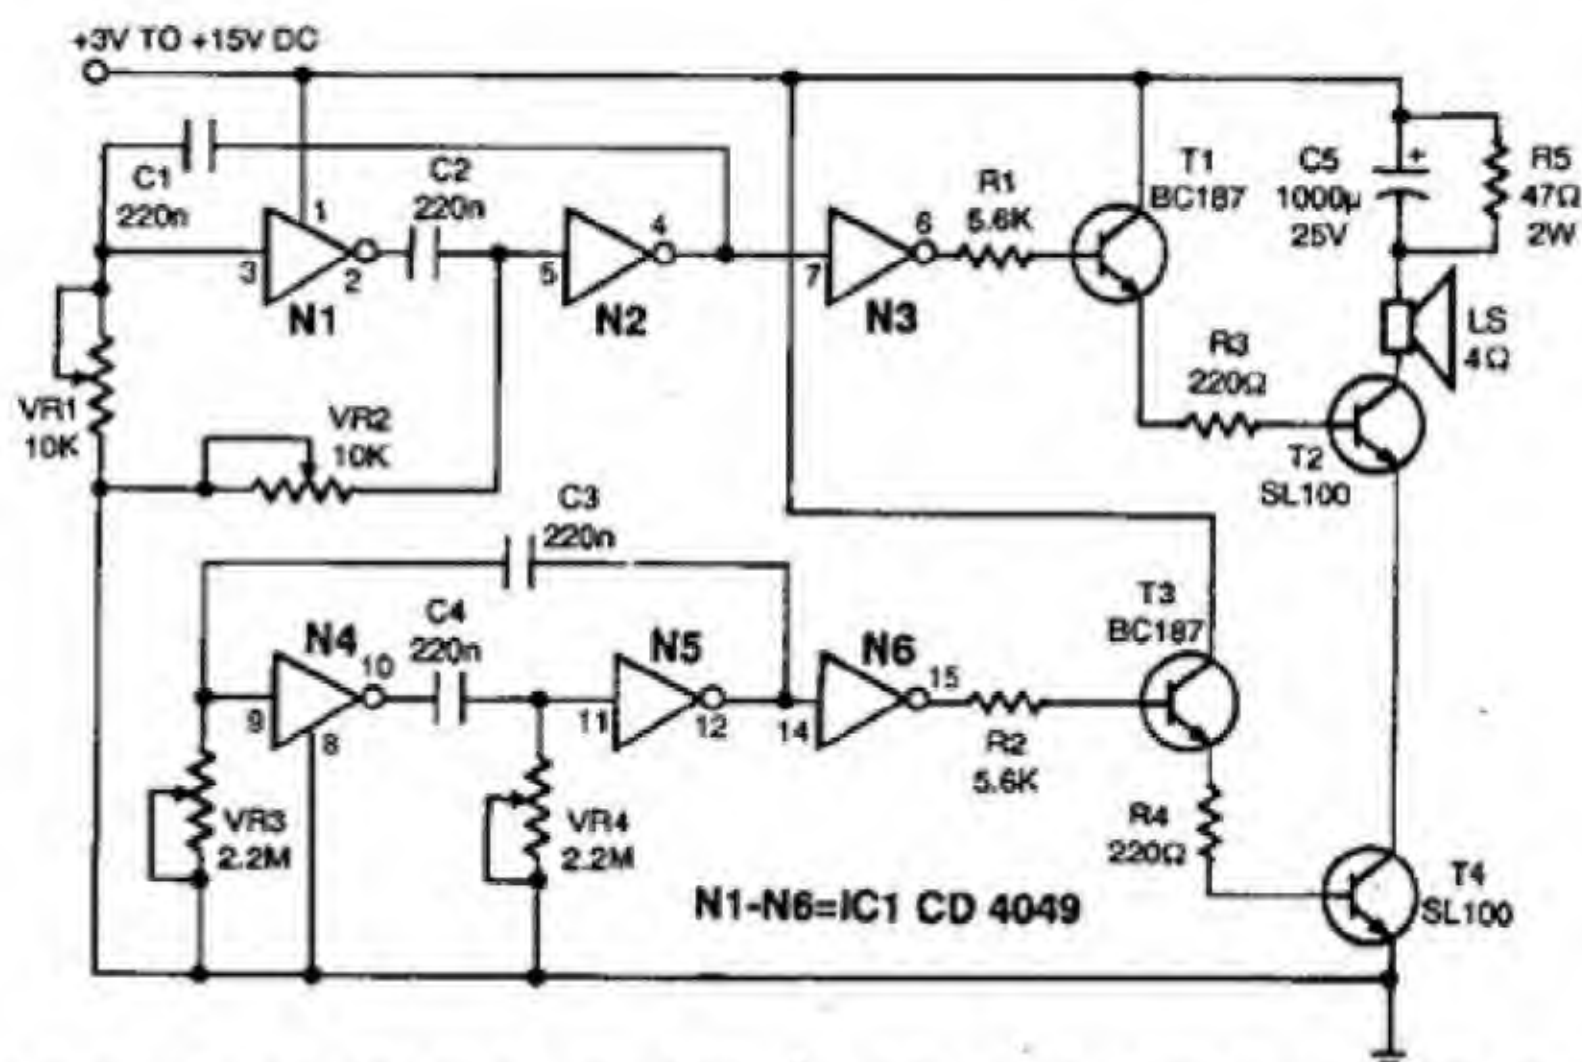 +3V TO +15V DC
C1
220n
C2
220n
1
3
2
N1
5
4
N2
7
6
N3
R1
5.6K
T1
BC187
C5
1000µ
25V
+
R5
47Ω
2W
LS
4Ω
R3
220Ω
T2
SL100
VR1
10K
VR2
10K
C3
220n
N4
10
9
8
C4
220n
N5
11
12
N6
14
15
R2
5.6K
T3
BC187
R4
220Ω
T4
SL100
VR3
2.2M
VR4
2.2M
N1-N6=IC1 CD 4049